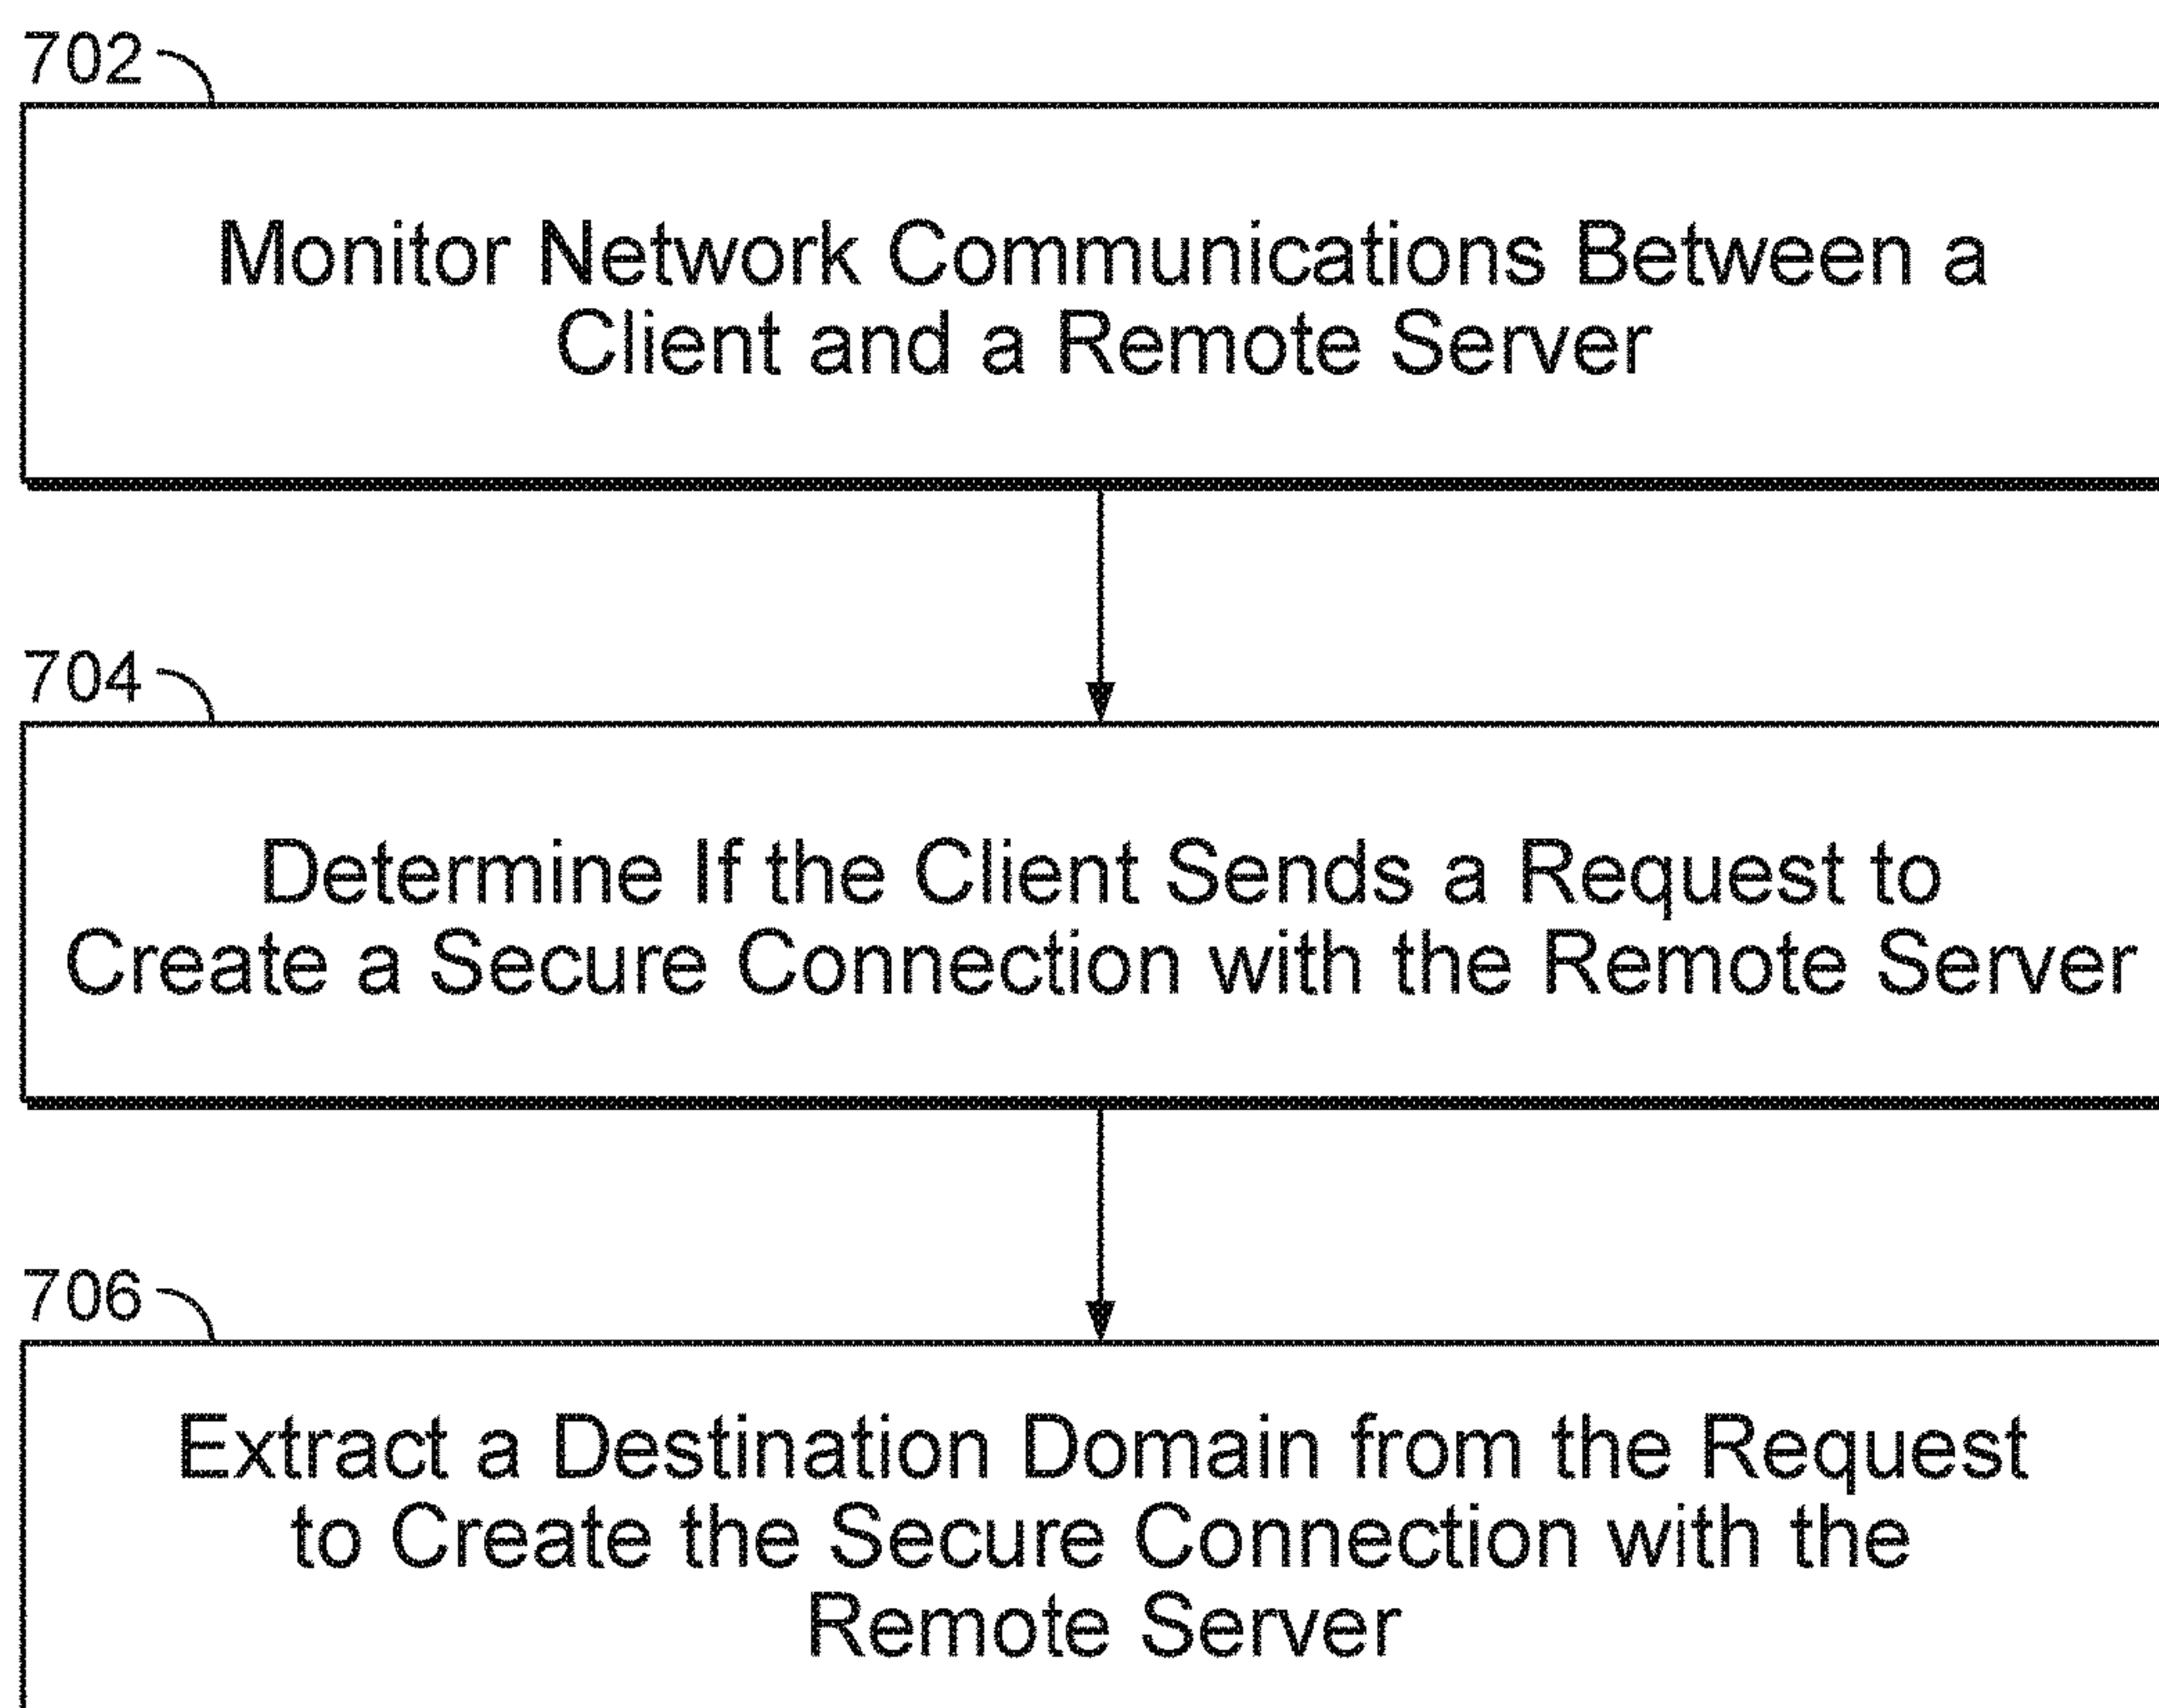 702
Monitor Network Communications Between a
Client and a Remote Server
704
Determine If the Client Sends a Request to
Create a Secure Connection with the Remote Server
706
Extract a Destination Domain from the Request
to Create the Secure Connection with the
Remote Server